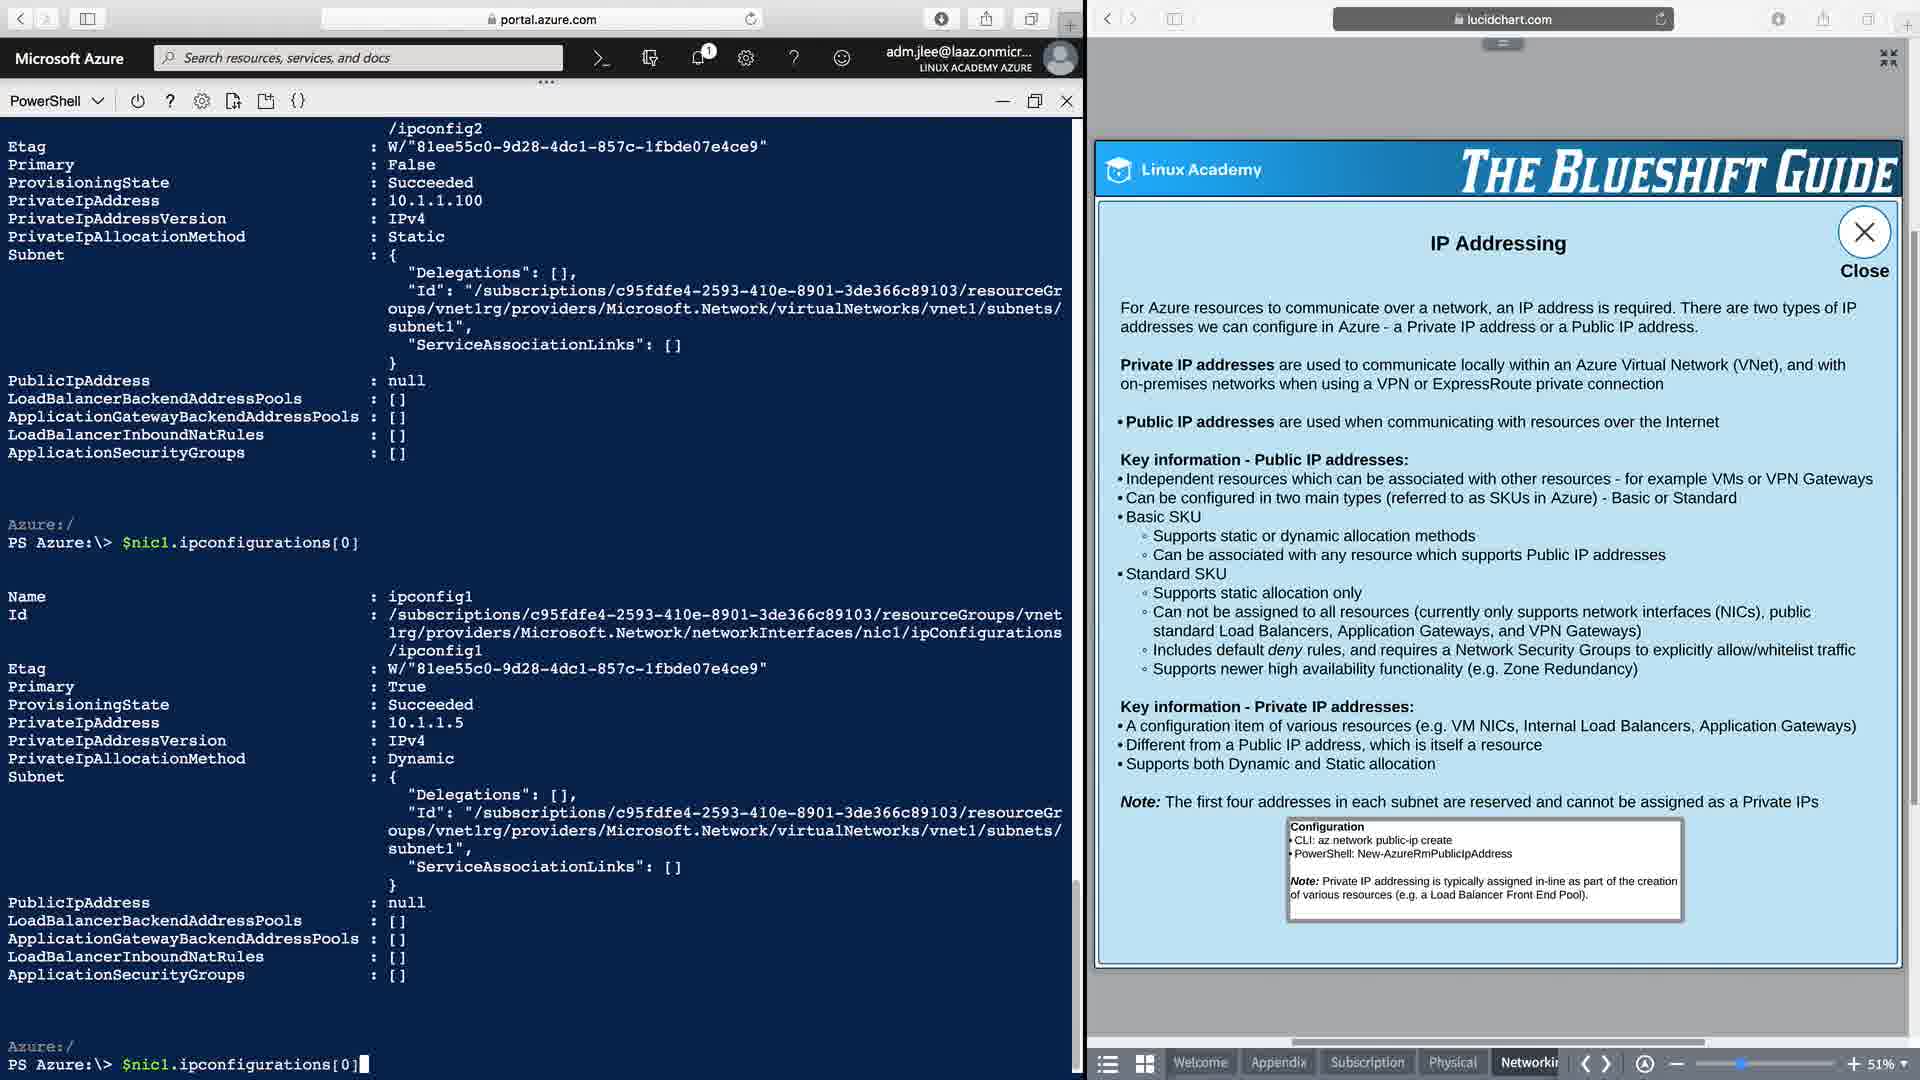 portal.azure.com
Microsoft Azure
Search resources, services, and docs
1
adm.jlee@laaz.onmicr...
LINUX ACADEMY AZURE
PowerShell
/ipconfig2
Etag : W/"81ee55c0-9d28-4dc1-857c-1fbde07e4ce9"
Primary : False
ProvisioningState : Succeeded
PrivateIpAddress : 10.1.1.100
PrivateIpAddressVersion : IPv4
PrivateIpAllocationMethod : Static
Subnet : {
"Delegations": [],
"Id": "/subscriptions/c95fdfe4-2593-410e-8901-3de366c89103/resourceGr
oups/vnet1rg/providers/Microsoft.Network/virtualNetworks/vnet1/subnets/
subnet1",
"ServiceAssociationLinks": []
}
PublicIpAddress : null
LoadBalancerBackendAddressPools : []
ApplicationGatewayBackendAddressPools : []
LoadBalancerInboundNatRules : []
ApplicationSecurityGroups : []
Azure:/
PS Azure:\> $nic1.ipconfigurations[0]
Name : ipconfig1
Id : /subscriptions/c95fdfe4-2593-410e-8901-3de366c89103/resourceGroups/vnet
1rg/providers/Microsoft.Network/networkInterfaces/nic1/ipConfigurations
/ipconfig1
Etag : W/"81ee55c0-9d28-4dc1-857c-1fbde07e4ce9"
Primary : True
ProvisioningState : Succeeded
PrivateIpAddress : 10.1.1.5
PrivateIpAddressVersion : IPv4
PrivateIpAllocationMethod : Dynamic
Subnet : {
"Delegations": [],
"Id": "/subscriptions/c95fdfe4-2593-410e-8901-3de366c89103/resourceGr
oups/vnet1rg/providers/Microsoft.Network/virtualNetworks/vnet1/subnets/
subnet1",
"ServiceAssociationLinks": []
}
PublicIpAddress : null
LoadBalancerBackendAddressPools : []
ApplicationGatewayBackendAddressPools : []
LoadBalancerInboundNatRules : []
ApplicationSecurityGroups : []
Azure:/
PS Azure:\> $nic1.ipconfigurations[0]
lucidchart.com
Linux Academy
THE BLUESHIFT GUIDE
IP Addressing
Close
For Azure resources to communicate over a network, an IP address is required. There are two types of IP
addresses we can configure in Azure - a Private IP address or a Public IP address.
Private IP addresses are used to communicate locally within an Azure Virtual Network (VNet), and with
on-premises networks when using a VPN or ExpressRoute private connection
• Public IP addresses are used when communicating with resources over the Internet
Key information - Public IP addresses:
• Independent resources which can be associated with other resources - for example VMs or VPN Gateways
• Can be configured in two main types (referred to as SKUs in Azure) - Basic or Standard
• Basic SKU
◦ Supports static or dynamic allocation methods
◦ Can be associated with any resource which supports Public IP addresses
• Standard SKU
◦ Supports static allocation only
◦ Can not be assigned to all resources (currently only supports network interfaces (NICs), public
standard Load Balancers, Application Gateways, and VPN Gateways)
◦ Includes default deny rules, and requires a Network Security Groups to explicitly allow/whitelist traffic
◦ Supports newer high availability functionality (e.g. Zone Redundancy)
Key information - Private IP addresses:
• A configuration item of various resources (e.g. VM NICs, Internal Load Balancers, Application Gateways)
• Different from a Public IP address, which is itself a resource
• Supports both Dynamic and Static allocation
Note: The first four addresses in each subnet are reserved and cannot be assigned as a Private IPs
Configuration
• CLI: az network public-ip create
• PowerShell: New-AzureRmPublicIpAddress
Note: Private IP addressing is typically assigned in-line as part of the creation
of various resources (e.g. a Load Balancer Front End Pool).
Welcome
Appendix
Subscription
Physical
Networkin
51%